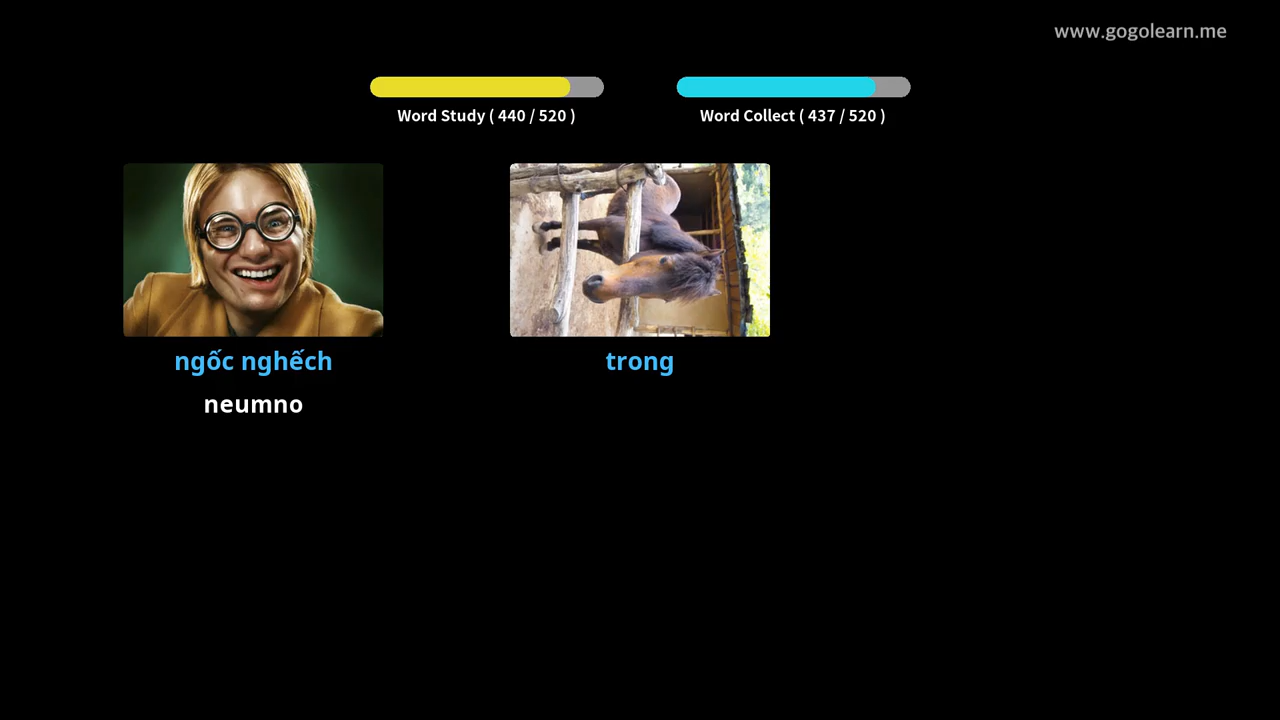 www.gogolearn.me
Word Study ( 440 / 520 )
Word Collect ( 437 / 520 )
ngốc nghếch
neumno
trong